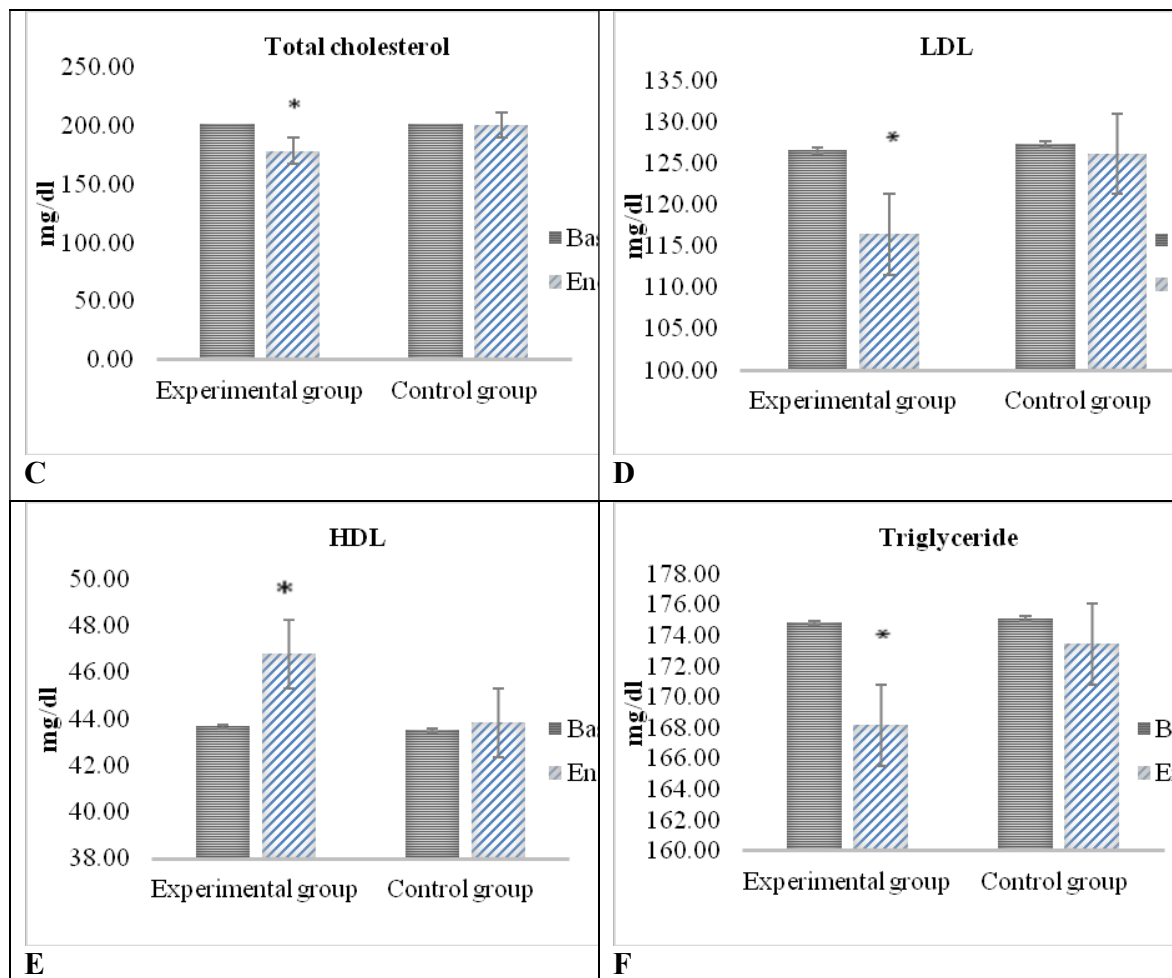 Total cholesterol
250.00
200.00
150.00
100.00
50.00
0.00
mg/dl
*
Experimental group
Control group
Bas
En
C
LDL
135.00
130.00
125.00
120.00
115.00
110.00
105.00
100.00
mg/dl
*
Experimental group
Control group
D
HDL
50.00
48.00
46.00
44.00
42.00
40.00
38.00
mg/dl
*
Experimental group
Control group
Bas
En
E
Triglyceride
178.00
176.00
174.00
172.00
170.00
168.00
166.00
164.00
162.00
160.00
mg/dl
*
Experimental group
Control group
B
E
F